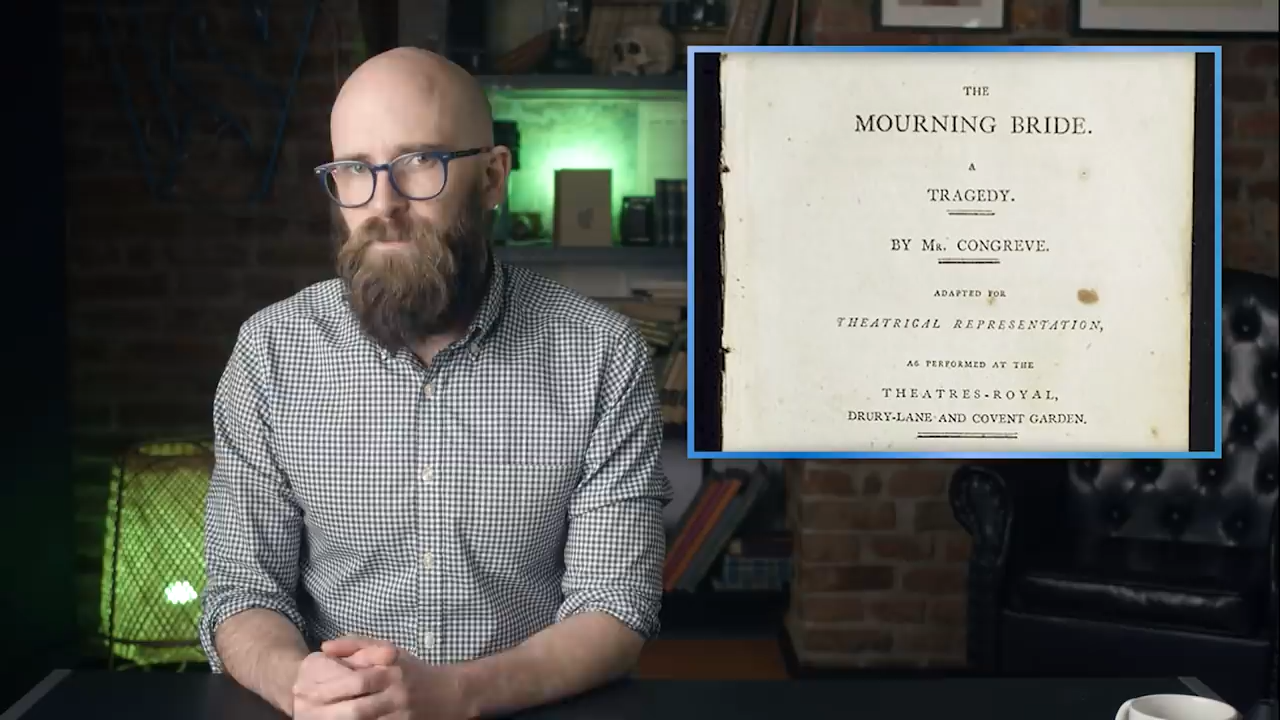 THE
MOURNING BRIDE.
A
TRAGEDY.
BY MR. CONGREVE.
ADAPTED FOR
THEATRICAL REPRESENTATION,
AS PERFORMED AT THE
THEATRES-ROYAL,
DRURY-LANE AND COVENT GARDEN.